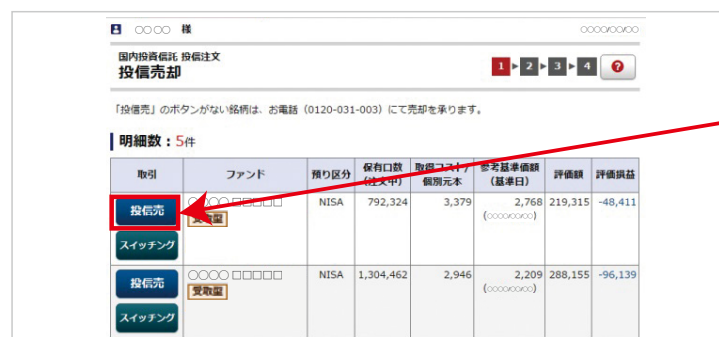 ○○○○ 様
○○○○/○○/○○
国内投資信託 投信注文
投信売却
1 ▶ 2 ▶ 3 ▶ 4 ?
「投信売」のボタンがない銘柄は、お電話（0120-031-003）にて売却を承ります。
明細数：5件
取引 ファンド 預り区分 保有口数 取得コスト/ 参考基準価額 評価額 評価損益
(注文中) 個別元本 (基準日)
投信売 ○○○○ □□□□□ NISA 792,324 3,379 2,768 219,315 -48,411
受取型 (○○○○/○○/○○)
スイッチング
投信売 ○○○○ □□□□□ NISA 1,304,462 2,946 2,209 288,155 -96,139
受取型 (○○○○/○○/○○)
スイッチング